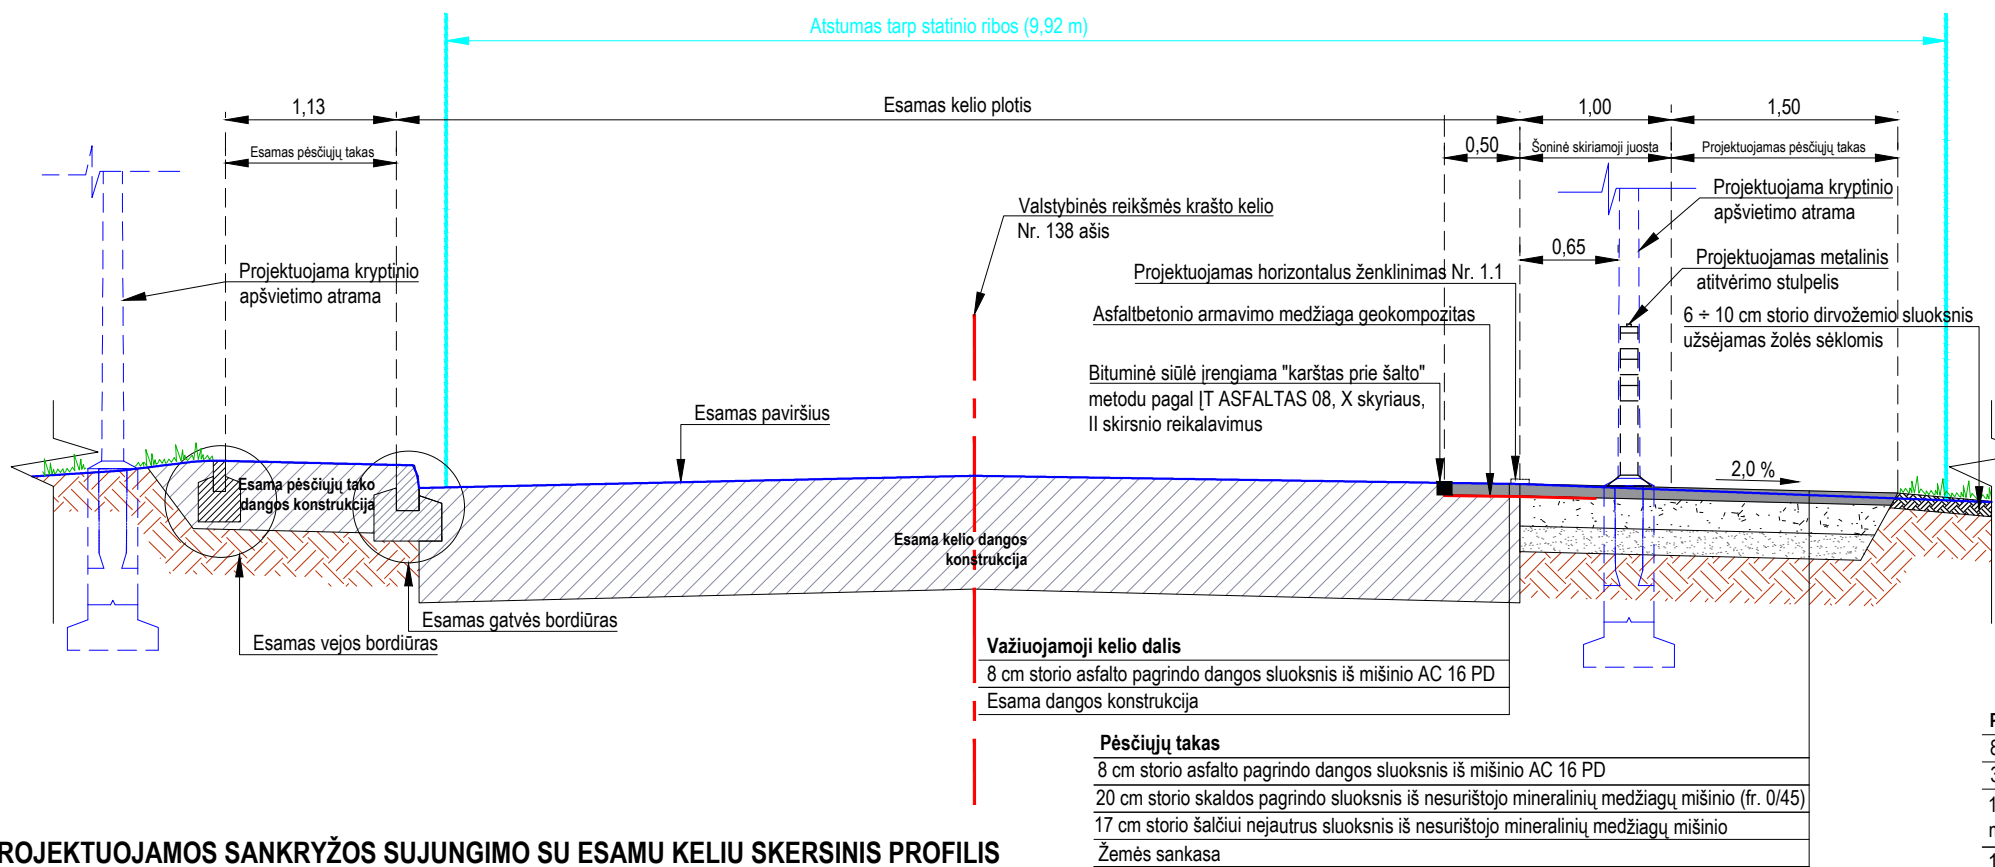 Atstumas tarp statinio ribos (9,92 m)
1,13
Esamas kelio plotis
1,00
1,50
Esamas pėsčiųjų takas
0,50
Šoninė skiriamoji juosta
Projektuojamas pėsčiųjų takas
Valstybinės reikšmės krašto kelio
Nr. 138 ašis
Projektuojama kryptinio
apšvietimo atrama
0,65
Projektuojama kryptinio
apšvietimo atrama
Projektuojamas horizontalus ženklinimas Nr. 1.1
Projektuojamas metalinis
atitvėrimo stulpelis
Asfaltbetonio armavimo medžiaga geokompozitas
6 ÷ 10 cm storio dirvožemio sluoksnis
užsėjamas žolės sėklomis
Bituminė siūlė įrengiama "karštas prie šalto"
metodu pagal ĮT ASFALTAS 08, X skyriaus,
II skirsnio reikalavimus
Esamas paviršius
2,0 %
Esama pėsčiųjų tako
dangos konstrukcija
Esama kelio dangos
konstrukcija
Esamas gatvės bordiūras
Esamas vejos bordiūras
Važiuojamoji kelio dalis
8 cm storio asfalto pagrindo dangos sluoksnis iš mišinio AC 16 PD
Esama dangos konstrukcija
Pėsčiųjų takas
8 cm storio asfalto pagrindo dangos sluoksnis iš mišinio AC 16 PD
20 cm storio skaldos pagrindo sluoksnis iš nesurištojo mineralinių medžiagų mišinio (fr. 0/45)
17 cm storio šalčiui nejautrus sluoksnis iš nesurištojo mineralinių medžiagų mišinio
Žemės sankasa
ROJEKTUOJAMOS SANKRYŽOS SUJUNGIMO SU ESAMU KELIU SKERSINIS PROFILIS